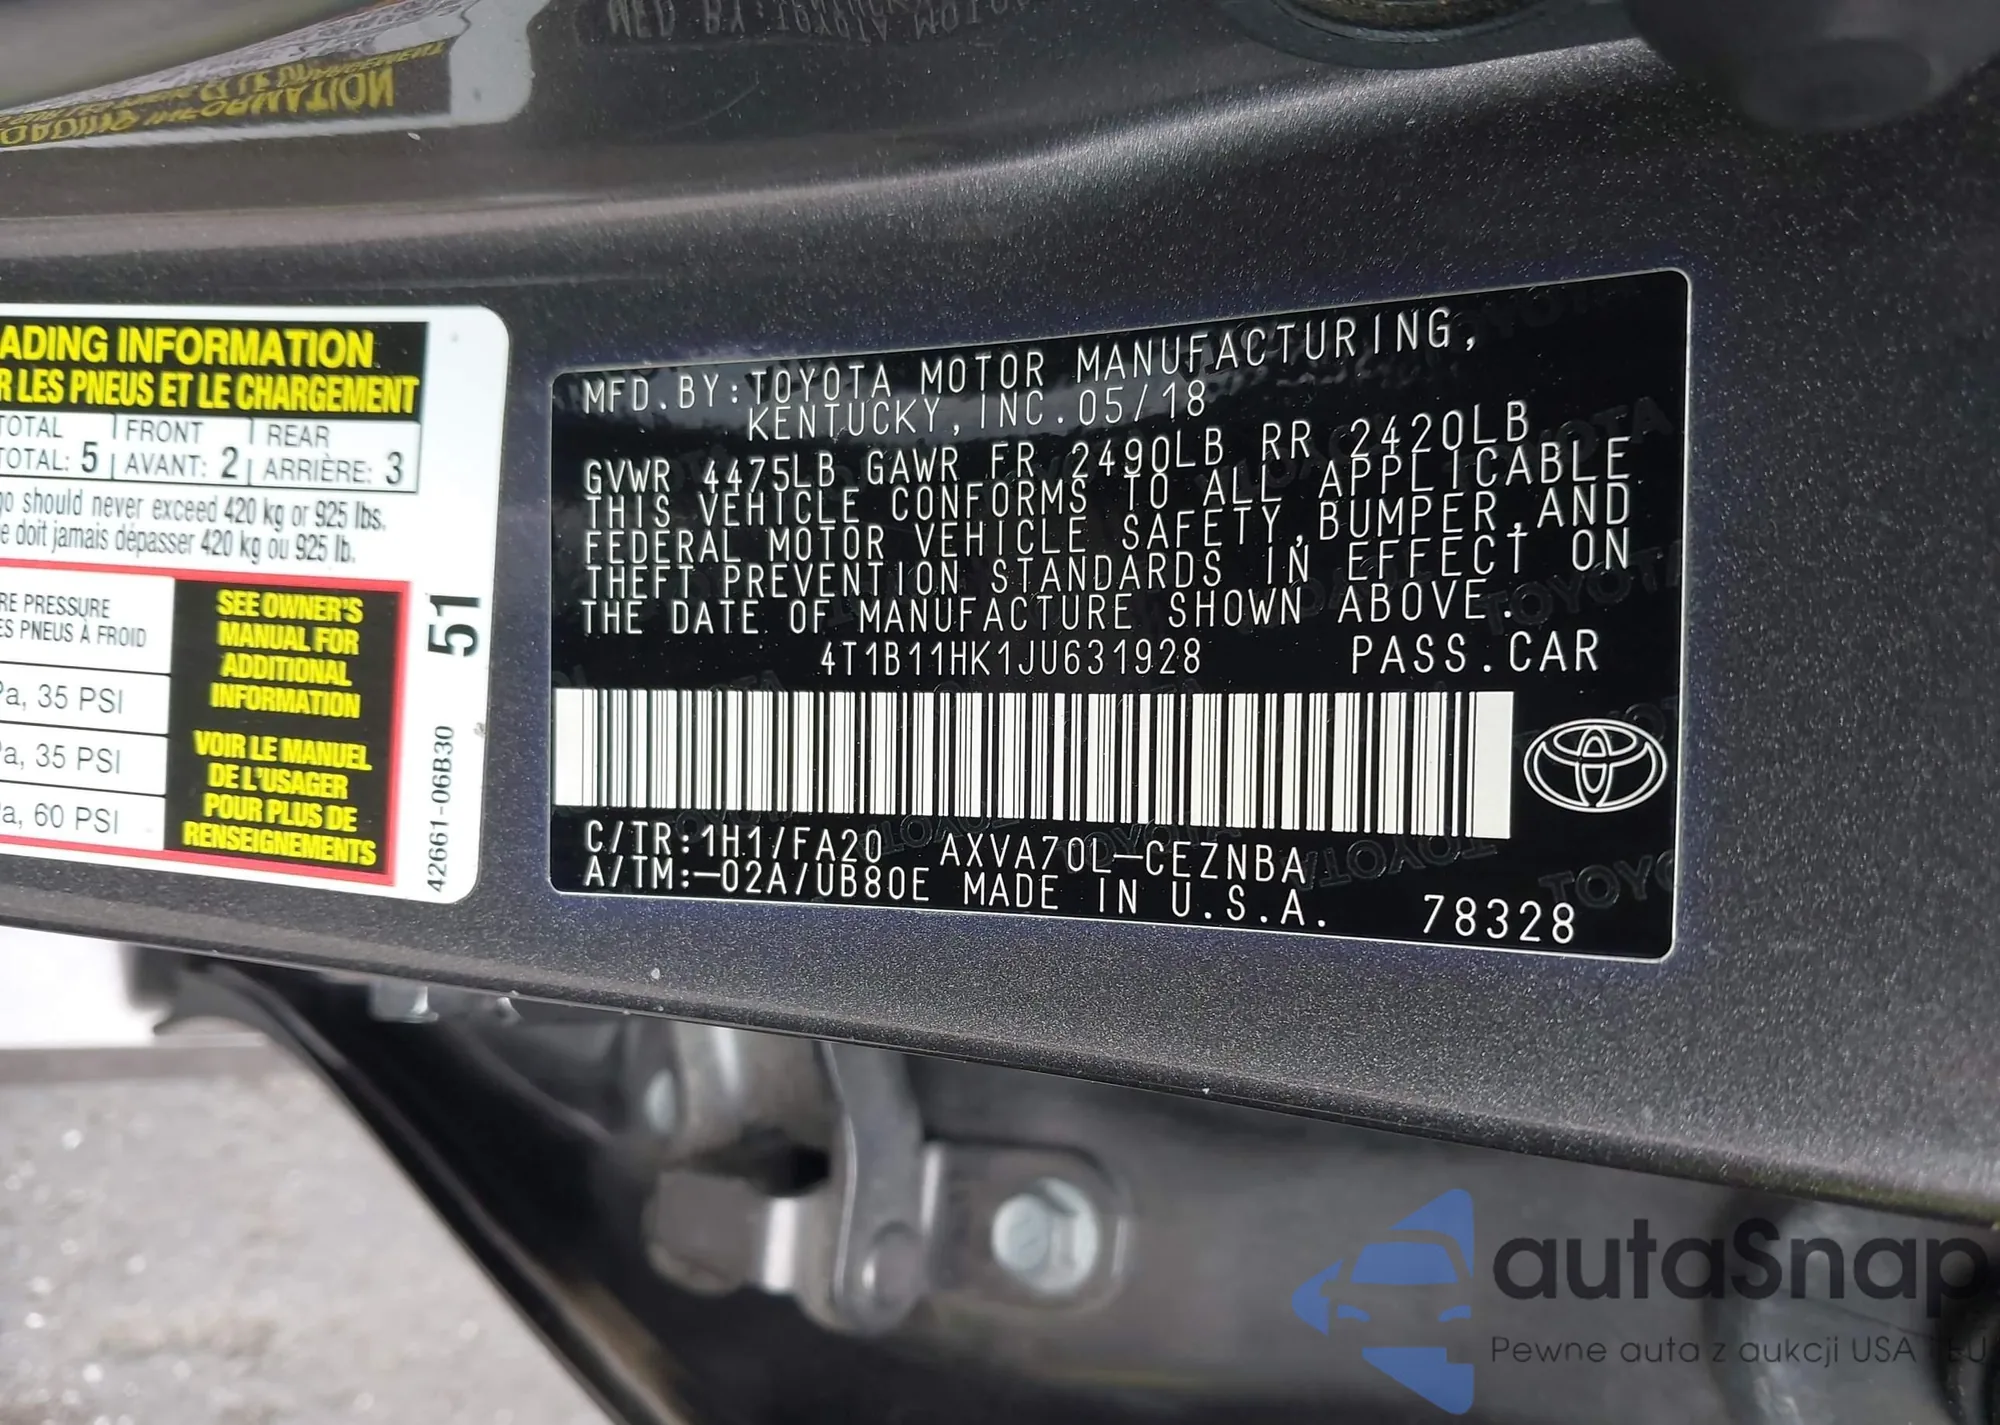 ADING INFORMATION
R LES PNEUS ET LE CHARGEMENT
TOTAL FRONT REAR
TOTAL: 5 AVANT: 2 ARRIÈRE: 3
go should never exceed 420 kg or 925 lbs.
e doit jamais dépasser 420 kg ou 925 lb.
RE PRESSURE
ES PNEUS À FROID
Pa, 35 PSI
Pa, 35 PSI
Pa, 60 PSI
SEE OWNER'S
MANUAL FOR
ADDITIONAL
INFORMATION
VOIR LE MANUEL
DE L'USAGER
POUR PLUS DE
RENSEIGNEMENTS
51
42661-06B30
MFD.BY:TOYOTA MOTOR MANUFACTURING,
KENTUCKY,INC.05/18
GVWR 4475LB GAWR FR 2490LB RR 2420LB
THIS VEHICLE CONFORMS TO ALL APPLICABLE
FEDERAL MOTOR VEHICLE SAFETY,BUMPER,AND
THEFT PREVENTION STANDARDS IN EFFECT ON
THE DATE OF MANUFACTURE SHOWN ABOVE.
4T1B11HK1JU631928 PASS.CAR
C/TR:1H1/FA20 AXVA70L-CEZNBA
A/TM:-02A/UB80E MADE IN U.S.A. 78328
autoSnap
Pewne auta z aukcji USA i EU